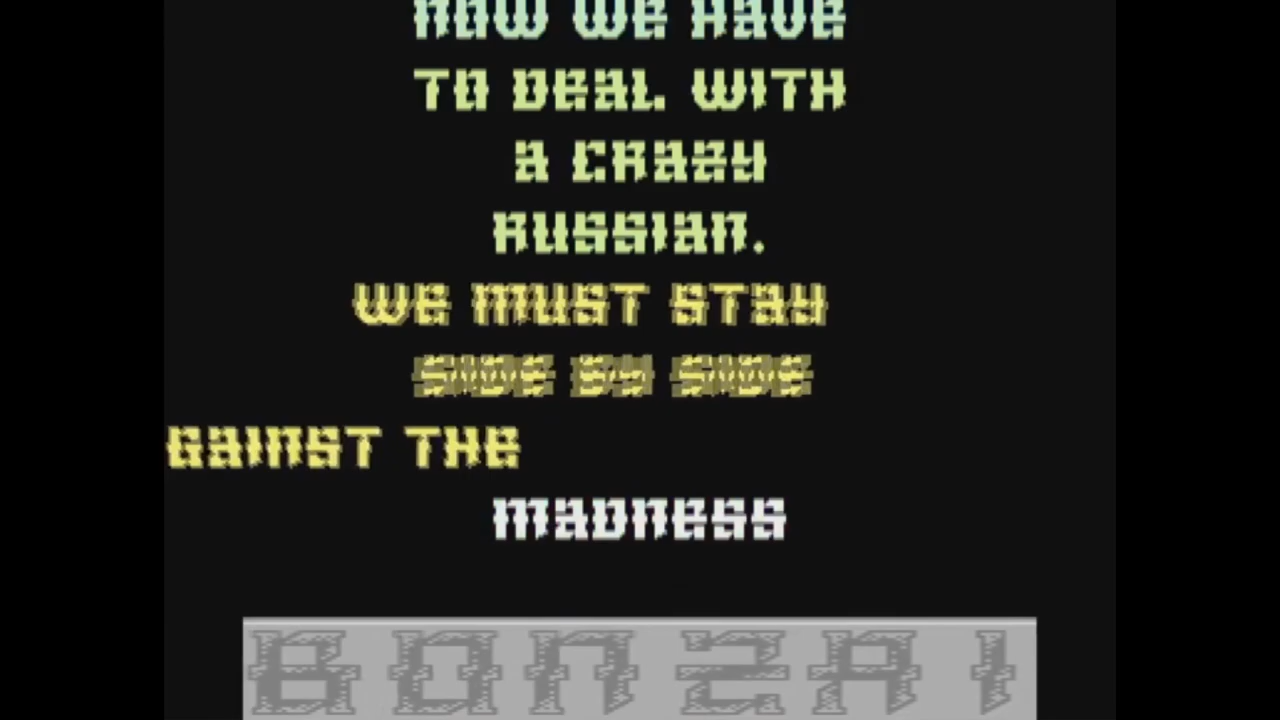 NOW WE HAVE
TO DEAL WITH
A CRAZY
RUSSIAN.
WE MUST STAY
SIDE BY SIDE
GAINST THE
MADNESS
BONZAI